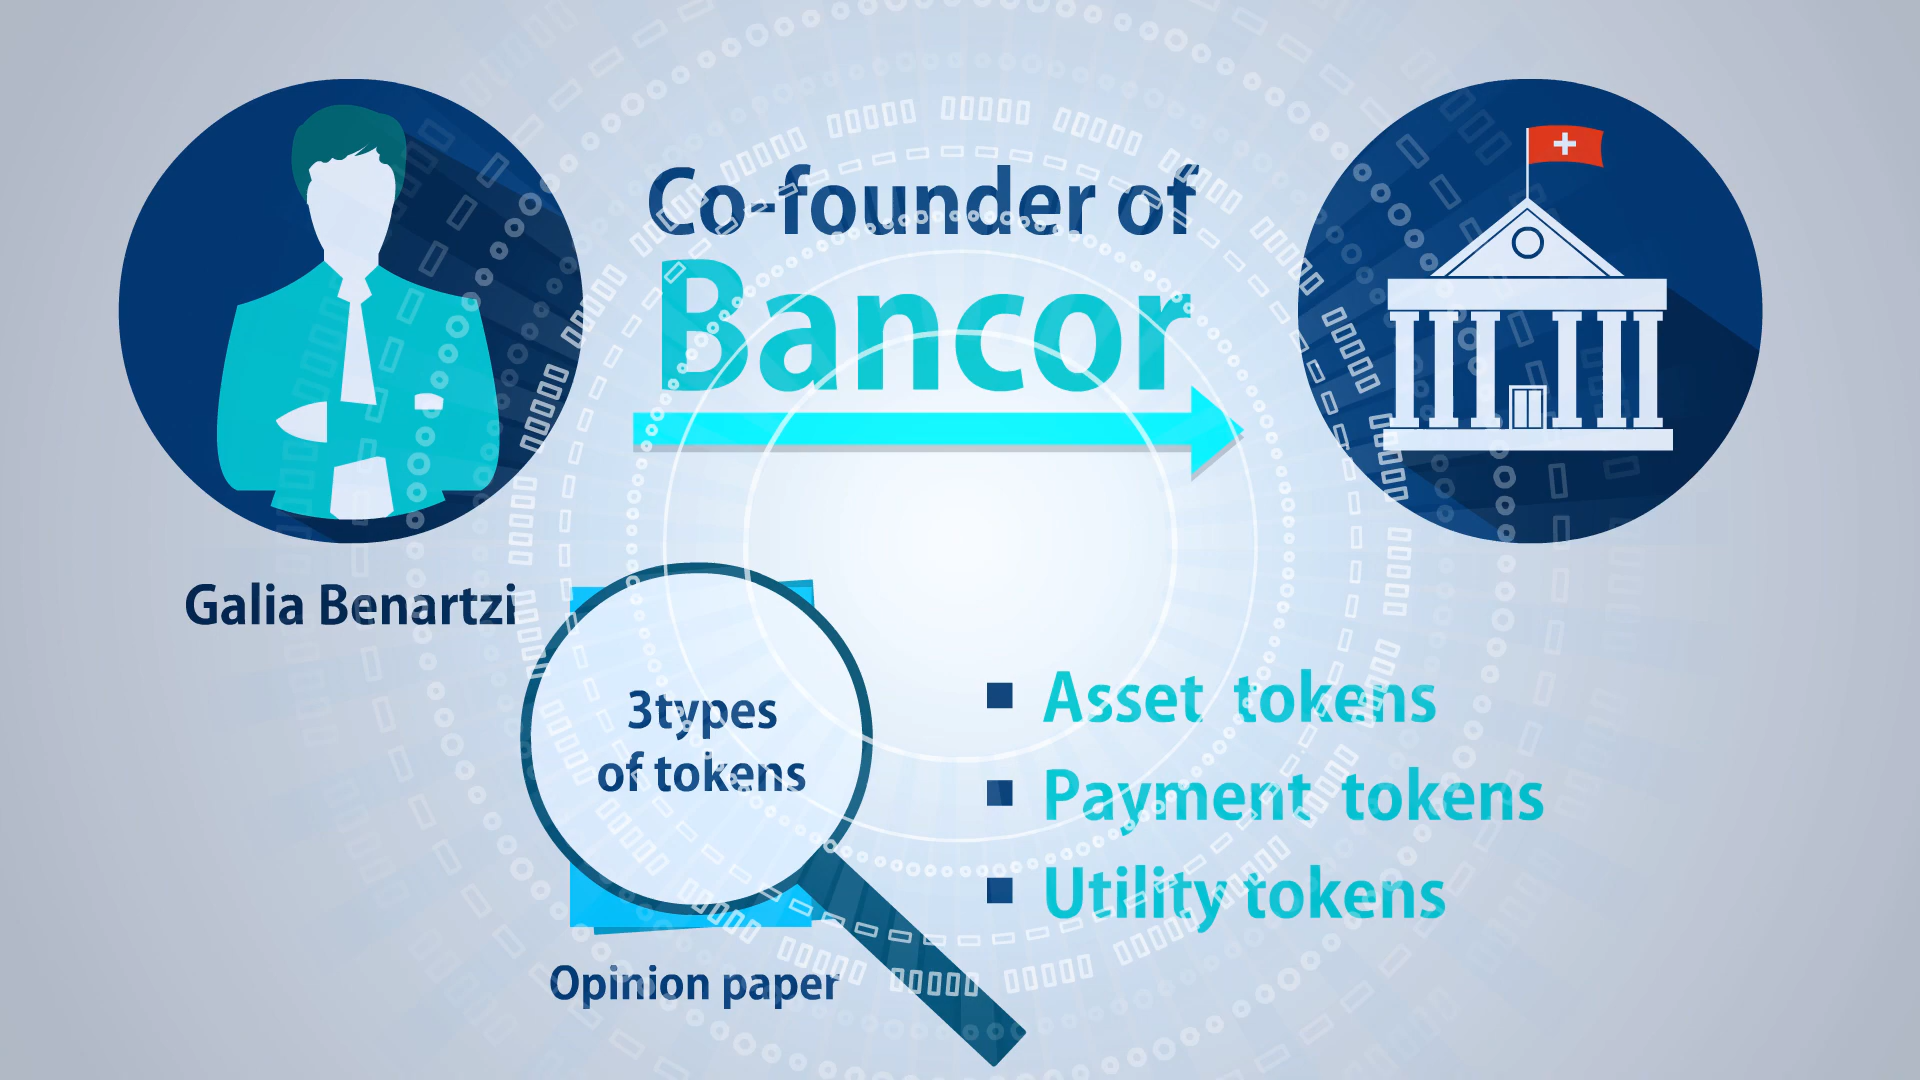 Co-founder of
Bancor
Galia Benartzi
3types
of tokens
Opinion paper
Asset tokens
Payment tokens
Utility tokens